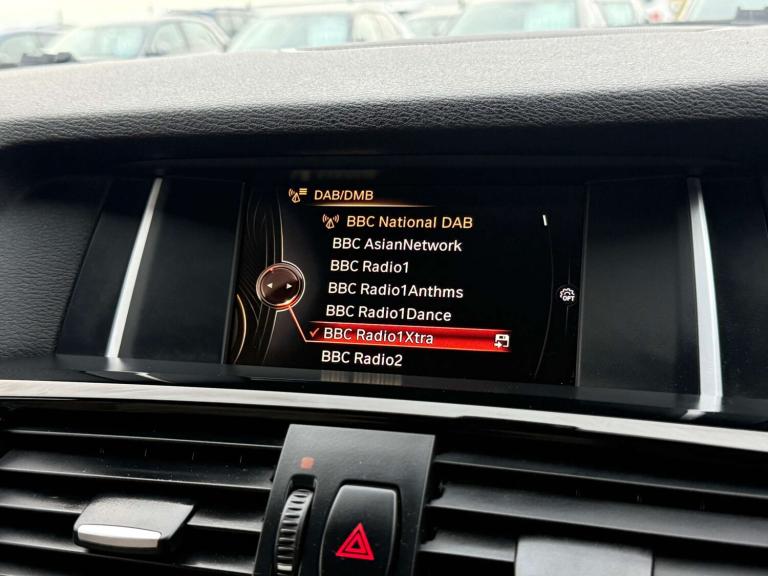 DAB/DMB
BBC National DAB
BBC AsianNetwork
BBC Radio1
BBC Radio1Anthms
OPT
BBC Radio1Dance
BBC Radio1Xtra
BBC Radio2